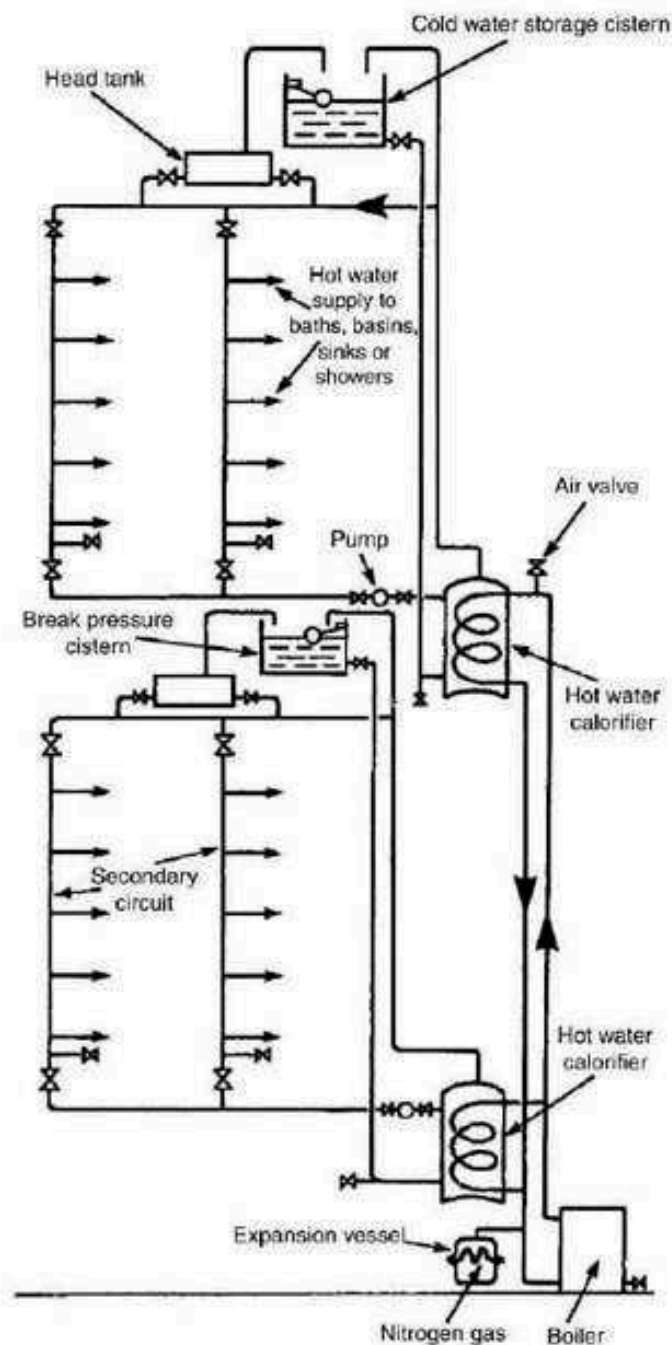 Cold water storage cistern
Head tank
Hot water
supply to
baths, basins,
sinks or
showers
Air valve
Pump
Break pressure
cistern
Hot water
calorifier
Secondary
circuit
Hot water
calorifier
Expansion vessel
Nitrogen gas
Boiler